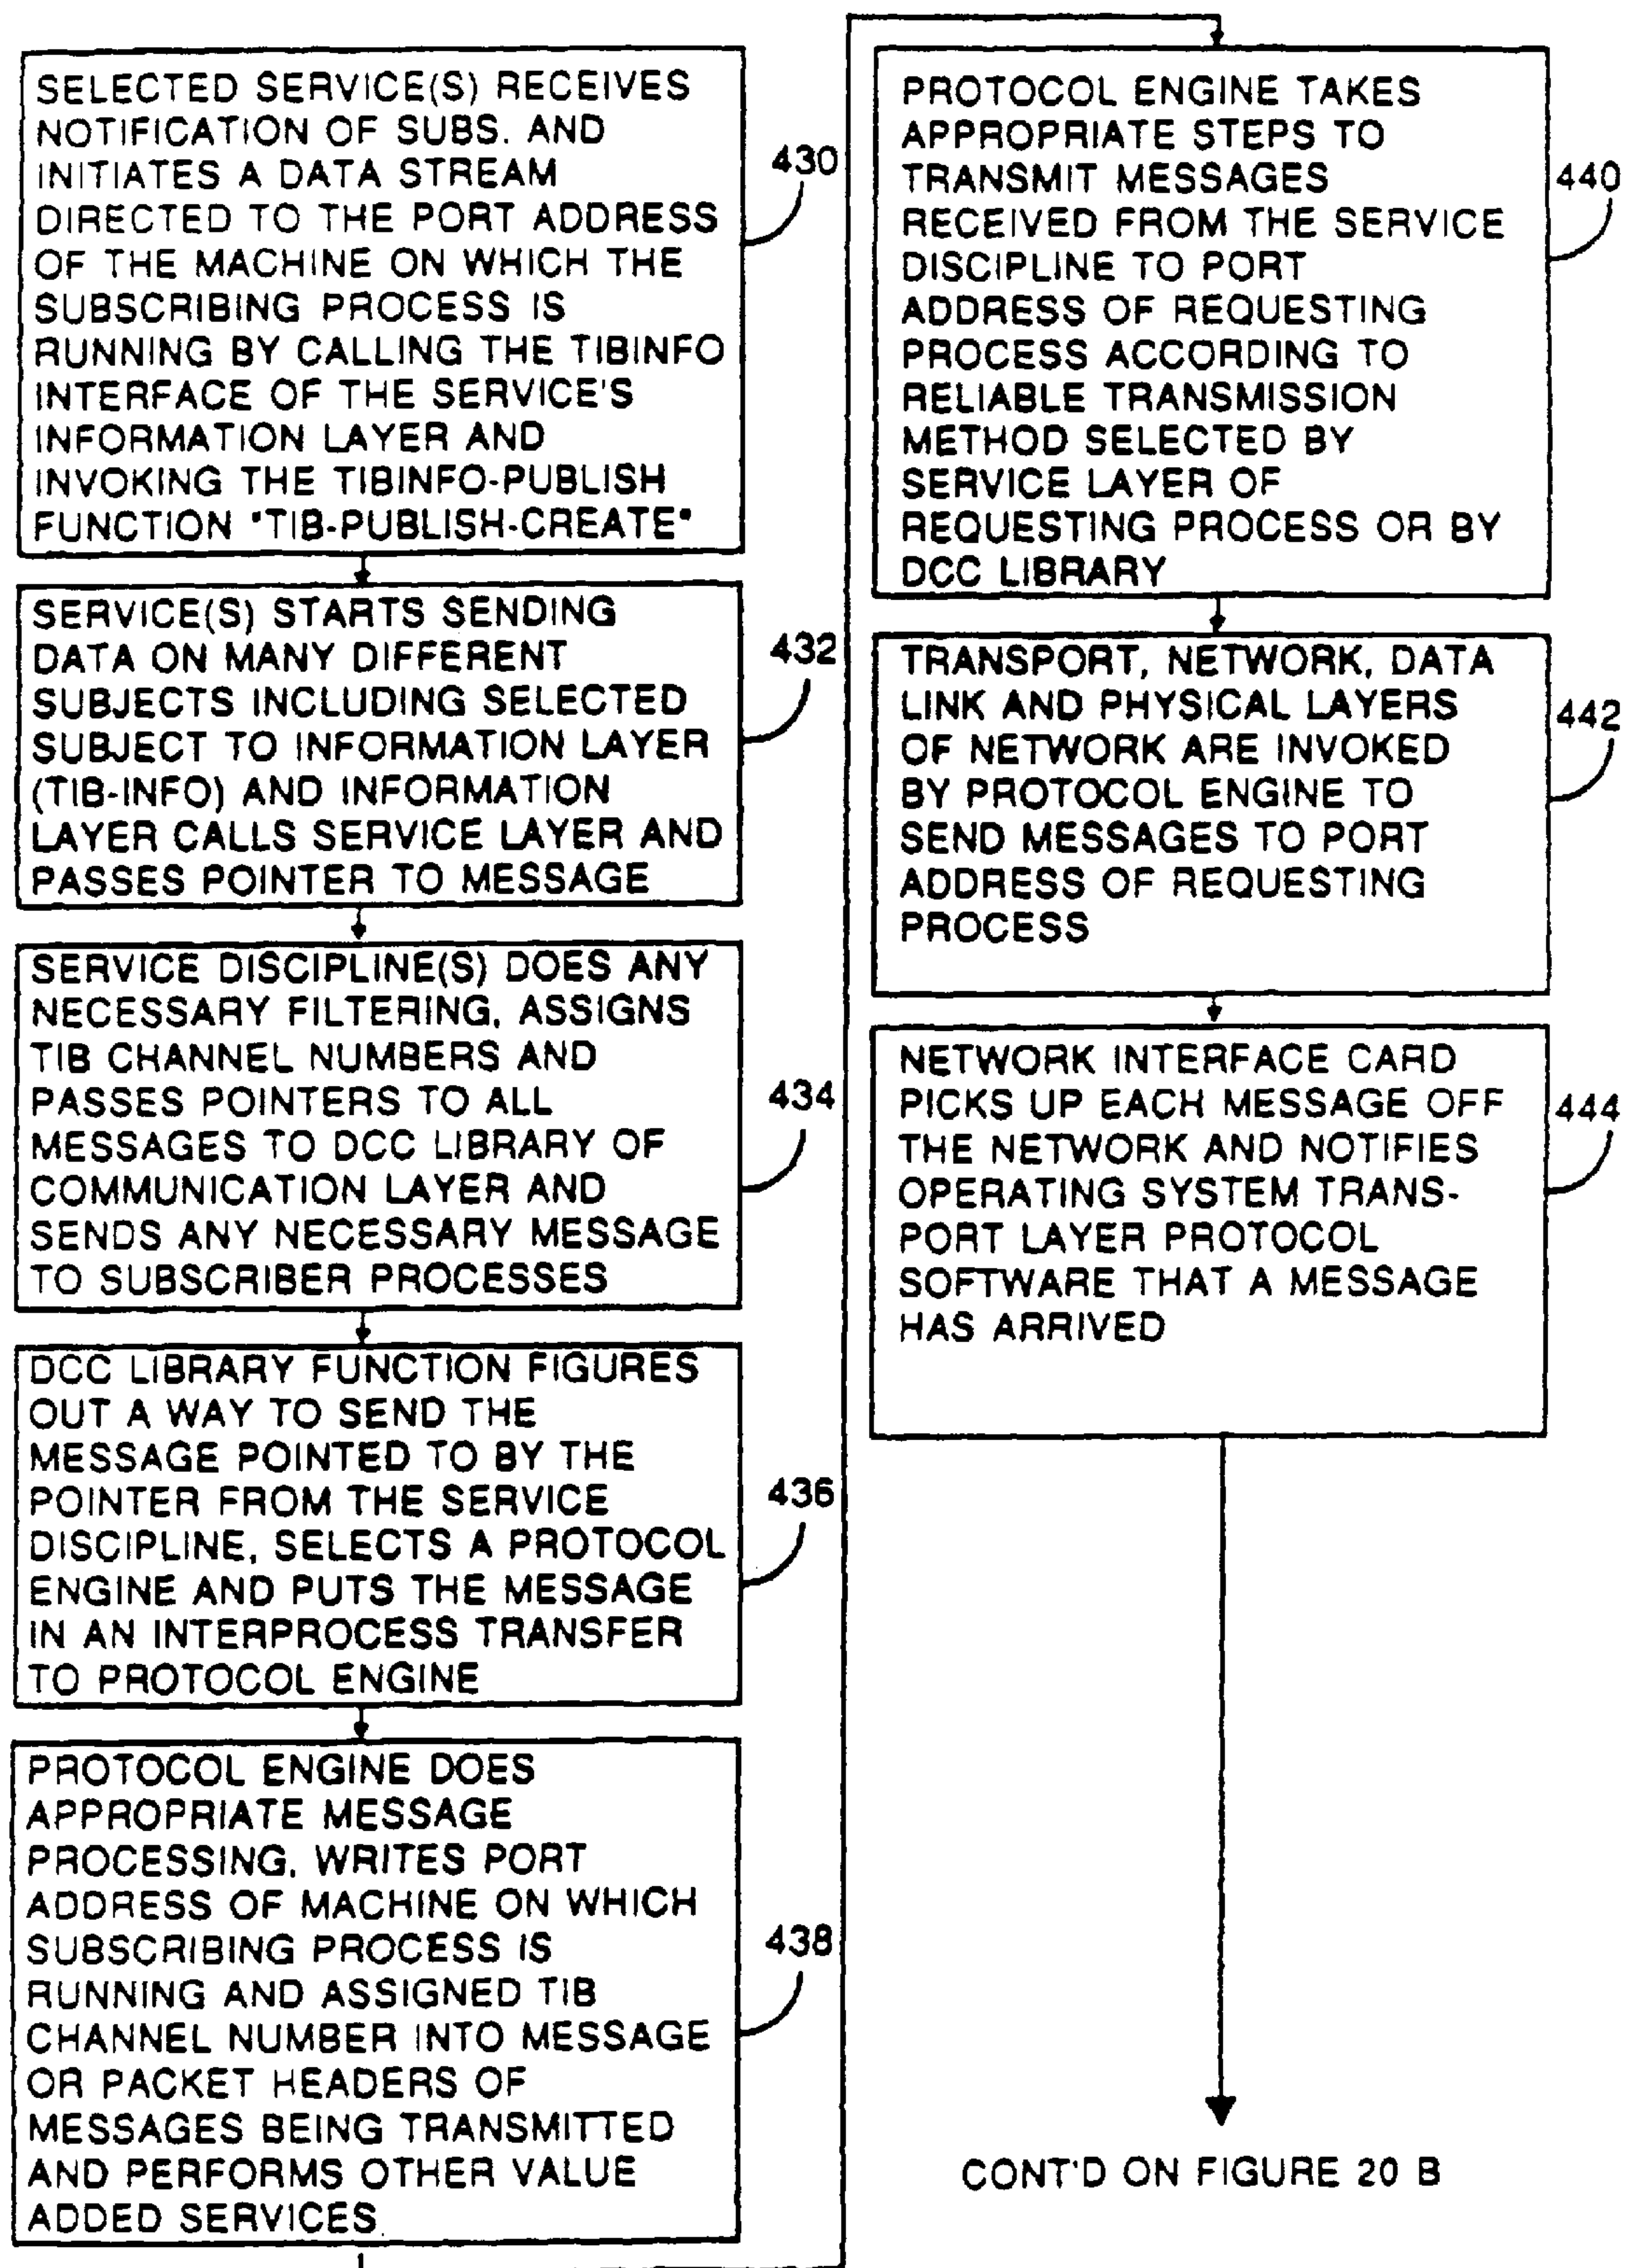 SELECTED SERVICE(S) RECEIVES
NOTIFICATION OF SUBS. AND
INITIATES A DATA STREAM
DIRECTED TO THE PORT ADDRESS
OF THE MACHINE ON WHICH THE
SUBSCRIBING PROCESS IS
RUNNING BY CALLING THE TIBINFO
INTERFACE OF THE SERVICE'S
INFORMATION LAYER AND
INVOKING THE TIBINFO-PUBLISH
FUNCTION "TIB-PUBLISH-CREATE"
430
SERVICE(S) STARTS SENDING
DATA ON MANY DIFFERENT
SUBJECTS INCLUDING SELECTED
SUBJECT TO INFORMATION LAYER
(TIB-INFO) AND INFORMATION
LAYER CALLS SERVICE LAYER AND
PASSES POINTER TO MESSAGE
432
SERVICE DISCIPLINE(S) DOES ANY
NECESSARY FILTERING, ASSIGNS
TIB CHANNEL NUMBERS AND
PASSES POINTERS TO ALL
MESSAGES TO DCC LIBRARY OF
COMMUNICATION LAYER AND
SENDS ANY NECESSARY MESSAGE
TO SUBSCRIBER PROCESSES
434
DCC LIBRARY FUNCTION FIGURES
OUT A WAY TO SEND THE
MESSAGE POINTED TO BY THE
POINTER FROM THE SERVICE
DISCIPLINE, SELECTS A PROTOCOL
ENGINE AND PUTS THE MESSAGE
IN AN INTERPROCESS TRANSFER
TO PROTOCOL ENGINE
436
PROTOCOL ENGINE DOES
APPROPRIATE MESSAGE
PROCESSING, WRITES PORT
ADDRESS OF MACHINE ON WHICH
SUBSCRIBING PROCESS IS
RUNNING AND ASSIGNED TIB
CHANNEL NUMBER INTO MESSAGE
OR PACKET HEADERS OF
MESSAGES BEING TRANSMITTED
AND PERFORMS OTHER VALUE
ADDED SERVICES
438
PROTOCOL ENGINE TAKES
APPROPRIATE STEPS TO
TRANSMIT MESSAGES
RECEIVED FROM THE SERVICE
DISCIPLINE TO PORT
ADDRESS OF REQUESTING
PROCESS ACCORDING TO
RELIABLE TRANSMISSION
METHOD SELECTED BY
SERVICE LAYER OF
REQUESTING PROCESS OR BY
DCC LIBRARY
440
TRANSPORT, NETWORK, DATA
LINK AND PHYSICAL LAYERS
OF NETWORK ARE INVOKED
BY PROTOCOL ENGINE TO
SEND MESSAGES TO PORT
ADDRESS OF REQUESTING
PROCESS
442
NETWORK INTERFACE CARD
PICKS UP EACH MESSAGE OFF
THE NETWORK AND NOTIFIES
OPERATING SYSTEM TRANS-
PORT LAYER PROTOCOL
SOFTWARE THAT A MESSAGE
HAS ARRIVED
444
CONT'D ON FIGURE 20 B